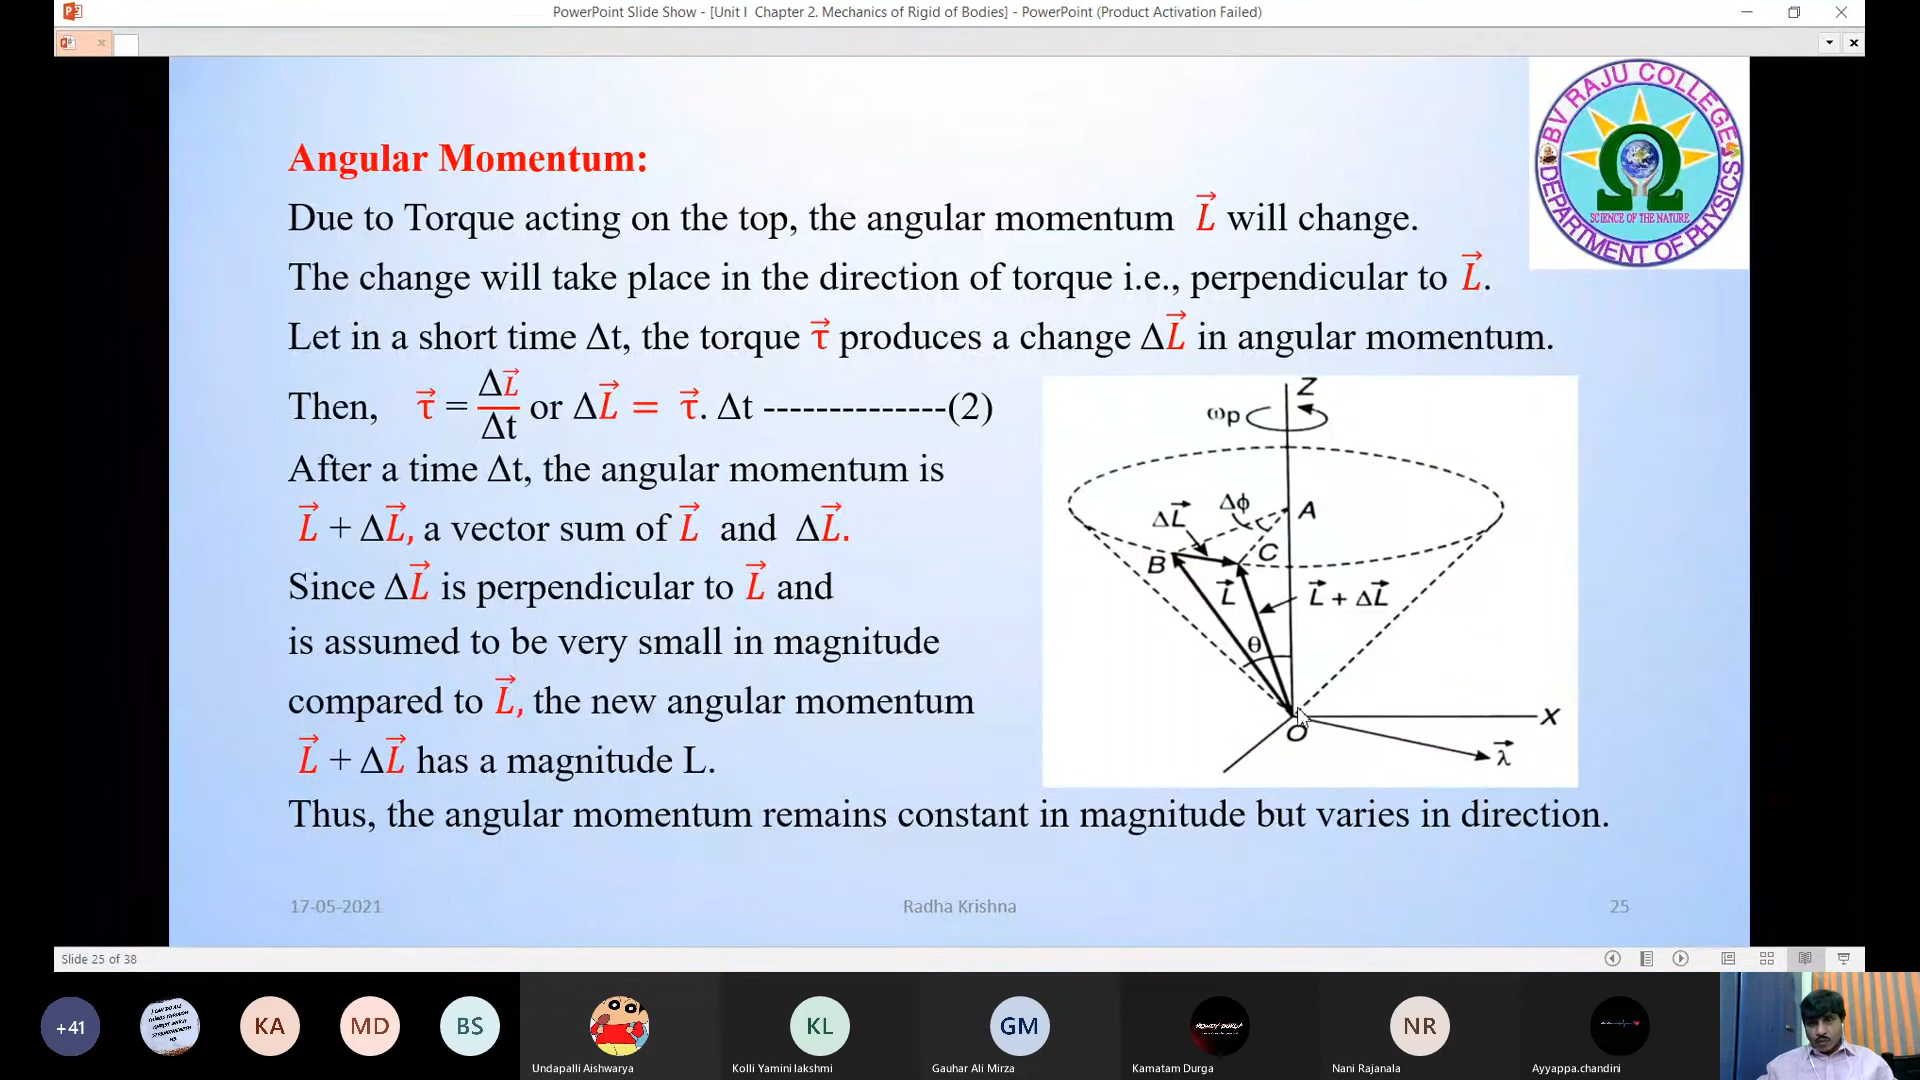 PowerPoint Slide Show - [Unit I  Chapter 2. Mechanics of Rigid of Bodies] - PowerPoint (Product Activation Failed)
BV RAJU COLLEGE
DEPARTMENT OF PHYSICS
SCIENCE OF THE NATURE
Angular Momentum:
Due to Torque acting on the top, the angular momentum L⃗ will change.
The change will take place in the direction of torque i.e., perpendicular to L⃗.
Let in a short time Δt, the torque τ⃗ produces a change ΔL⃗ in angular momentum.
Then, τ⃗ = ΔL⃗/Δt or ΔL⃗ = τ⃗. Δt ---------------(2)
After a time Δt, the angular momentum is
L⃗ + ΔL⃗, a vector sum of L⃗ and ΔL⃗.
Since ΔL⃗ is perpendicular to L⃗ and
is assumed to be very small in magnitude
compared to L⃗, the new angular momentum
L⃗ + ΔL⃗ has a magnitude L.
Z
ωp
Δϕ
A
ΔL⃗
C
B
L⃗
L⃗ + ΔL⃗
θ
X
O
λ⃗
Thus, the angular momentum remains constant in magnitude but varies in direction.
17-05-2021
Radha Krishna
25
Slide 25 of 38
+41
KA
MD
BS
KL
GM
NR
Undapalli Aishwarya
Kolli Yamini lakshmi
Gauhar Ali Mirza
Kamatam Durga
Nani Rajanala
Ayyappa.chandini